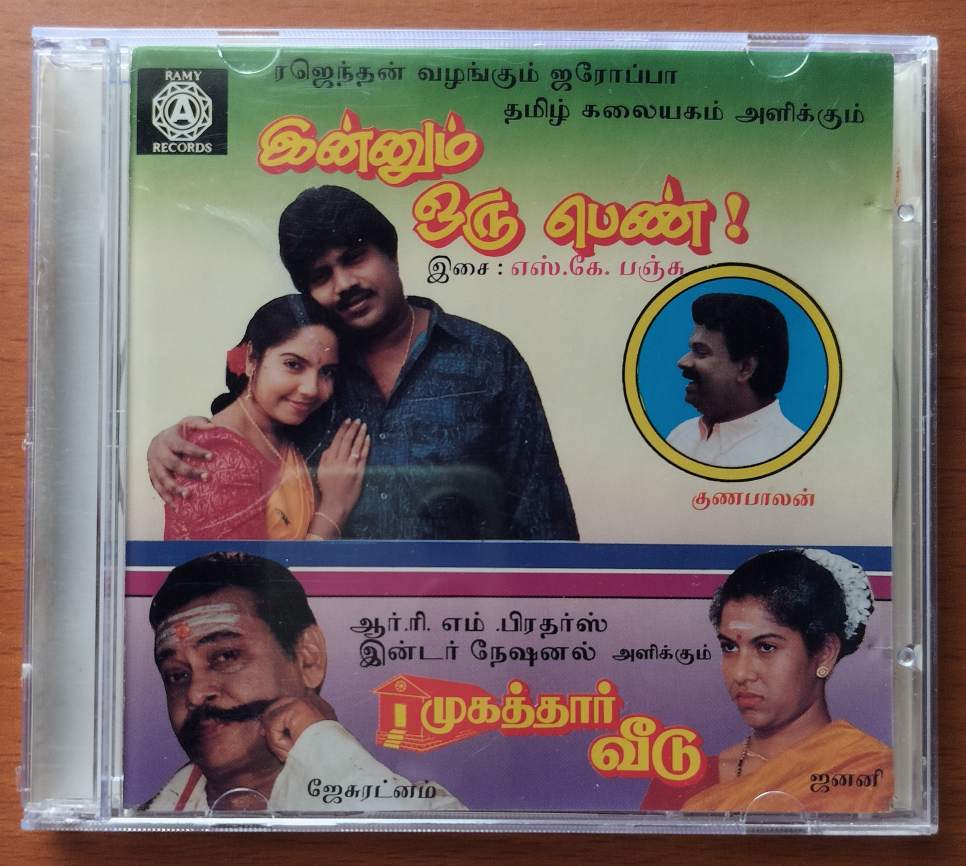 RAMY
A
RECORDS
ரஜெந்தன் வழங்கும் ஐரோப்பா
தமிழ் கலையகம் அளிக்கும்
இன்னும்
ஒரு பெண் !
இசை : எஸ்.கே. பஞ்சு
குணபாலன்
ஆர்.ரி. எம் .பிரதர்ஸ்
இன்டர் நேஷனல் அளிக்கும்
முகத்தார்
வீடு
ஜேசுரட்னம்
ஜனனி